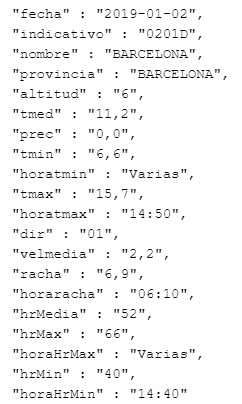 "fecha" : "2019-01-02",
"indicativo" : "0201D",
"nombre" : "BARCELONA",
"provincia" : "BARCELONA",
"altitud" : "6",
"tmed" : "11,2",
"prec" : "0,0",
"tmin" : "6,6",
"horatmin" : "Varias",
"tmax" : "15,7",
"horatmax" : "14:50",
"dir" : "01",
"velmedia" : "2,2",
"racha" : "6,9",
"horaracha" : "06:10",
"hrMedia" : "52",
"hrMax" : "66",
"horaHrMax" : "Varias",
"hrMin" : "40",
"horaHrMin" : "14:40"